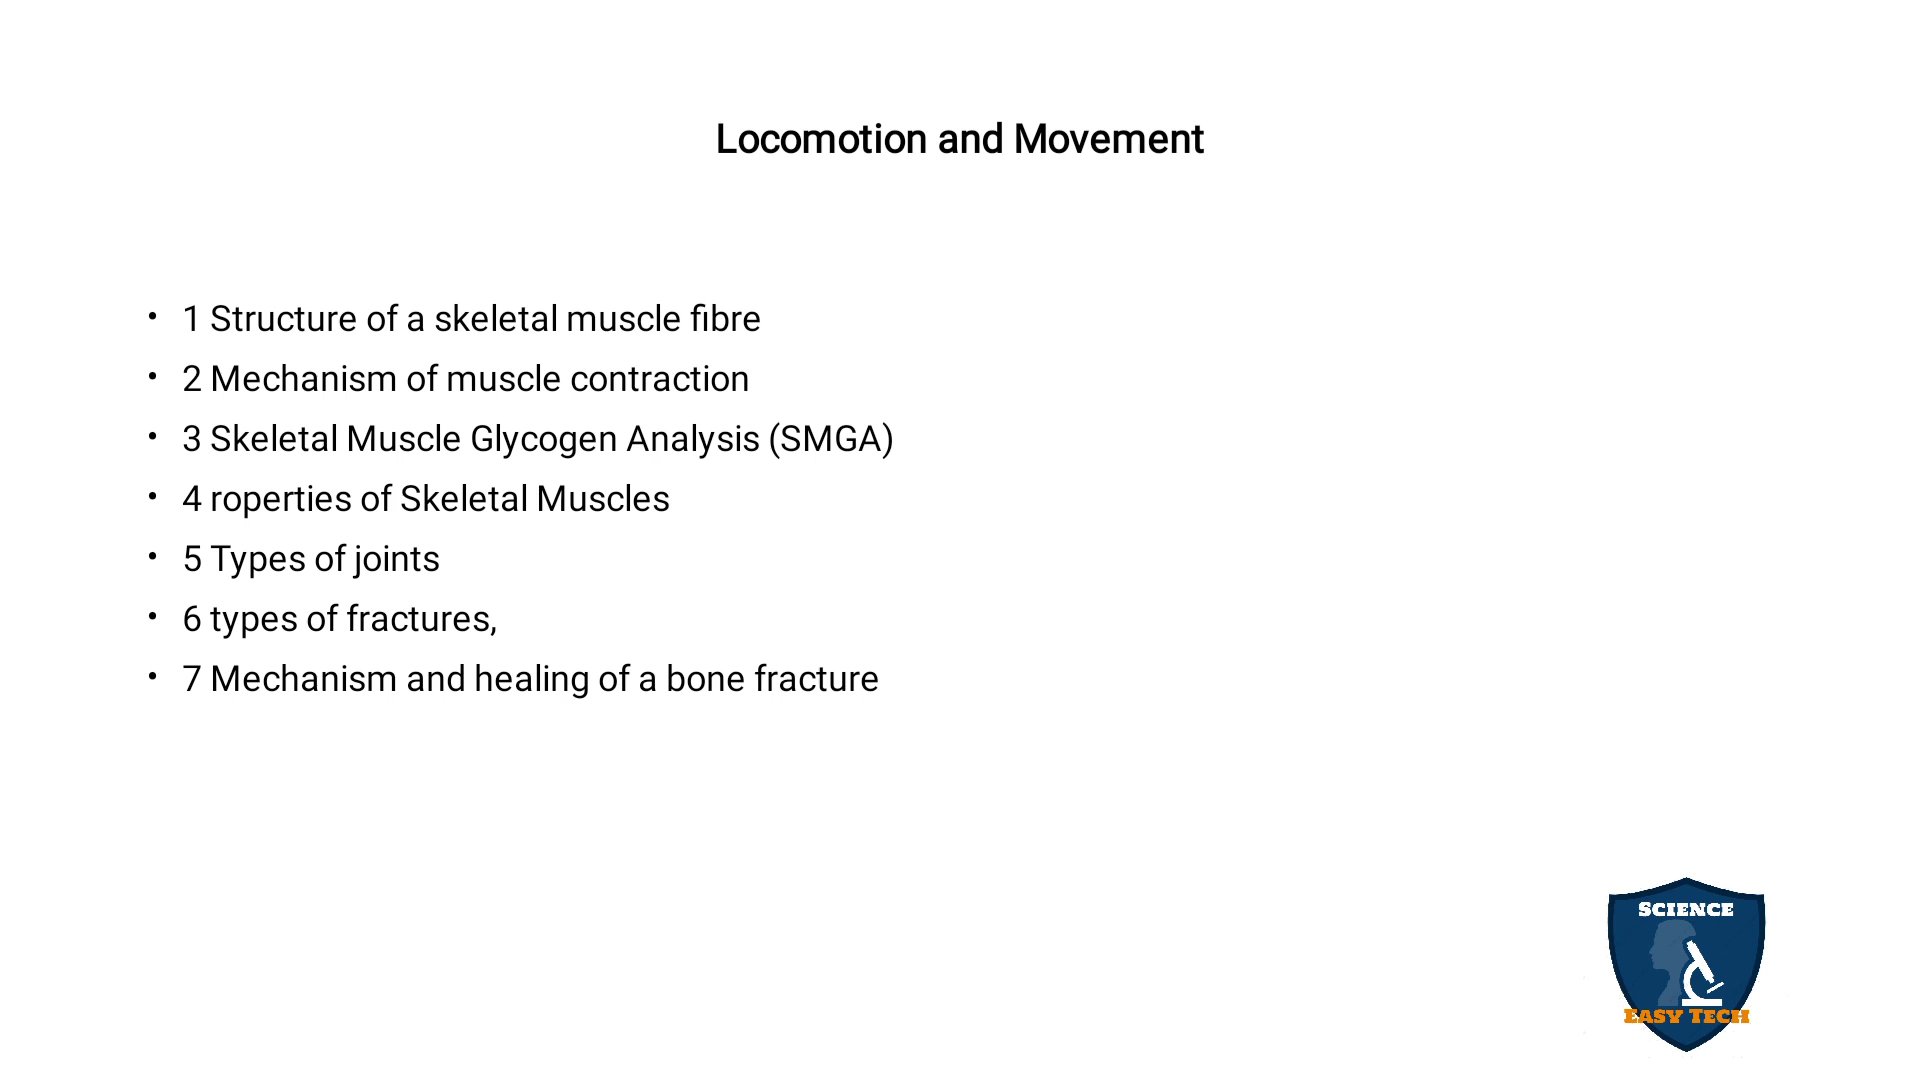 Locomotion and Movement
• 1 Structure of a skeletal muscle fibre
• 2 Mechanism of muscle contraction
• 3 Skeletal Muscle Glycogen Analysis (SMGA)
• 4 roperties of Skeletal Muscles
• 5 Types of joints
• 6 types of fractures,
• 7 Mechanism and healing of a bone fracture
SCIENCE
EASY TECH